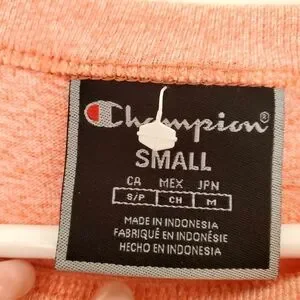 Champion
SMALL
CA MEX JPN
S/P CH M
MADE IN INDONESIA
FABRIQUÉ EN INDONÉSIE
HECHO EN INDONESIA